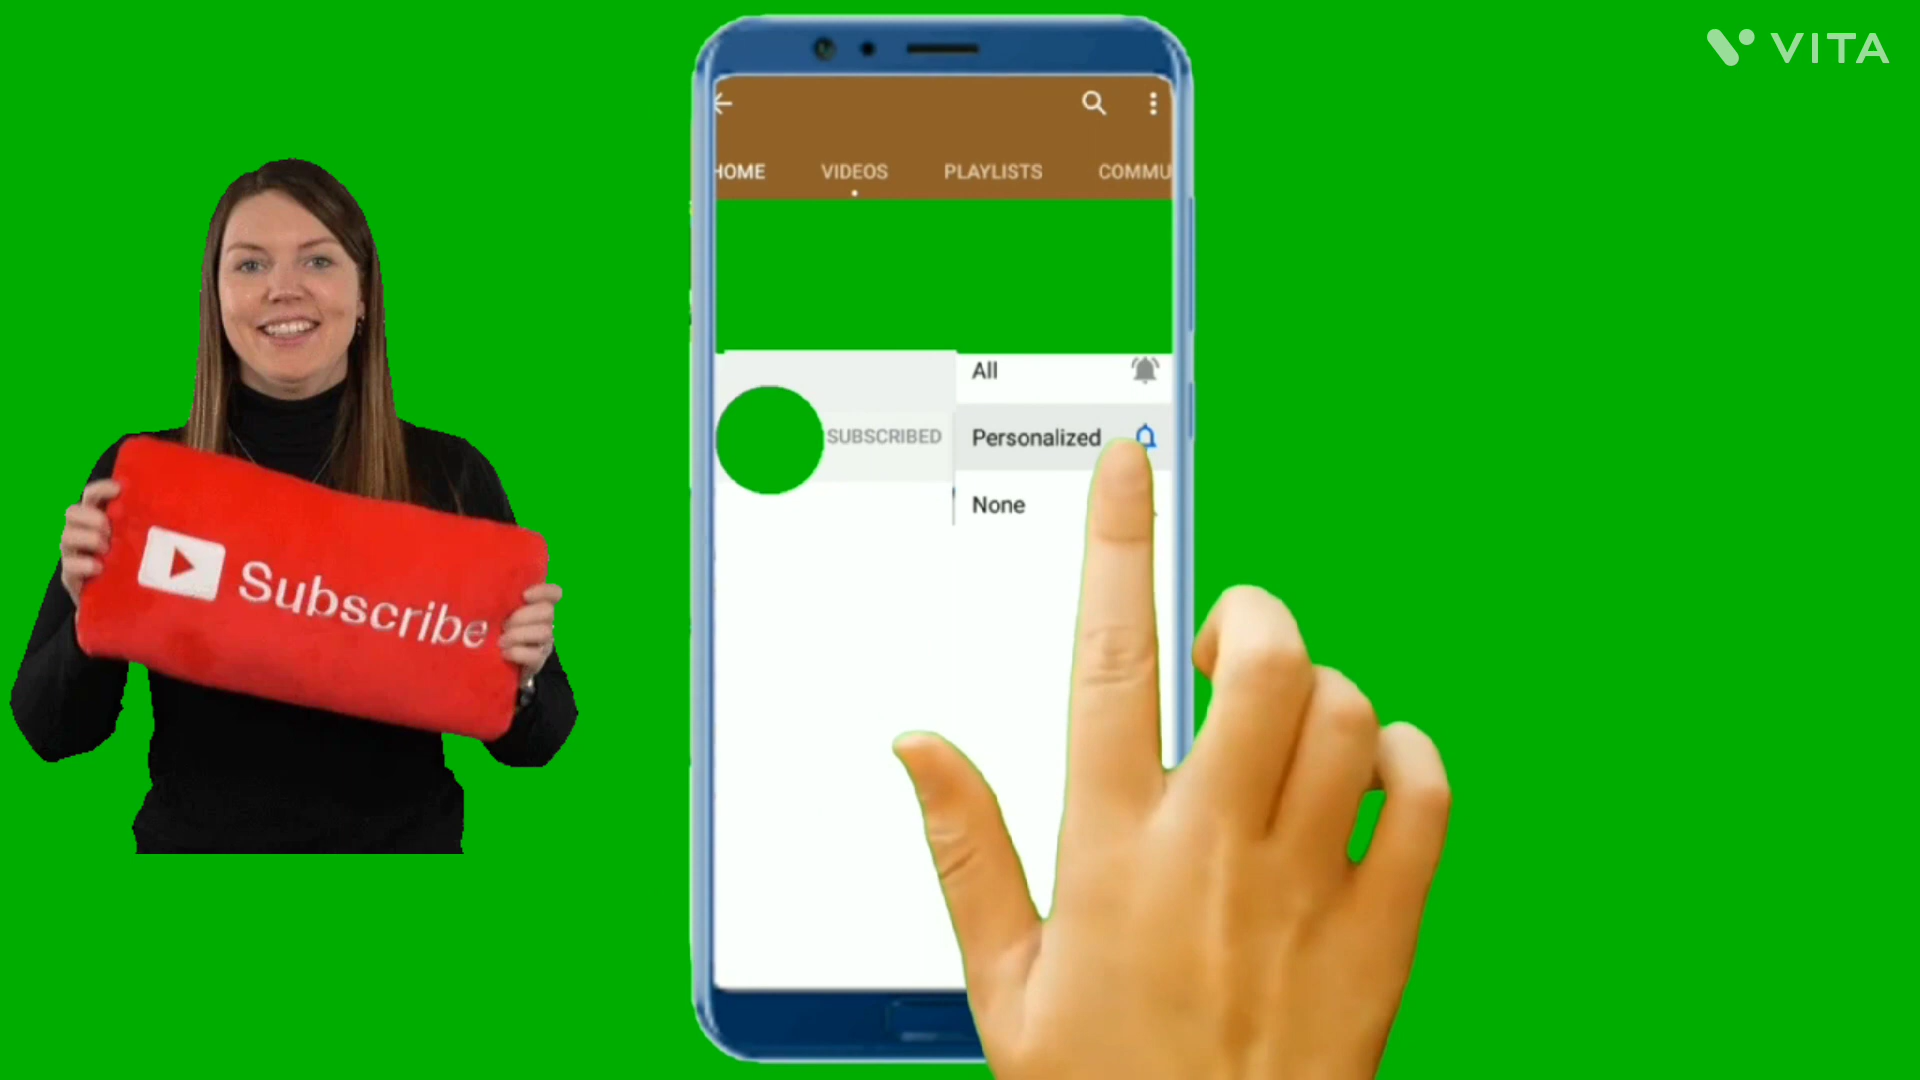 VITA
HOME VIDEOS PLAYLISTS COMMU
All
SUBSCRIBED
Personalized
None
Subscribe